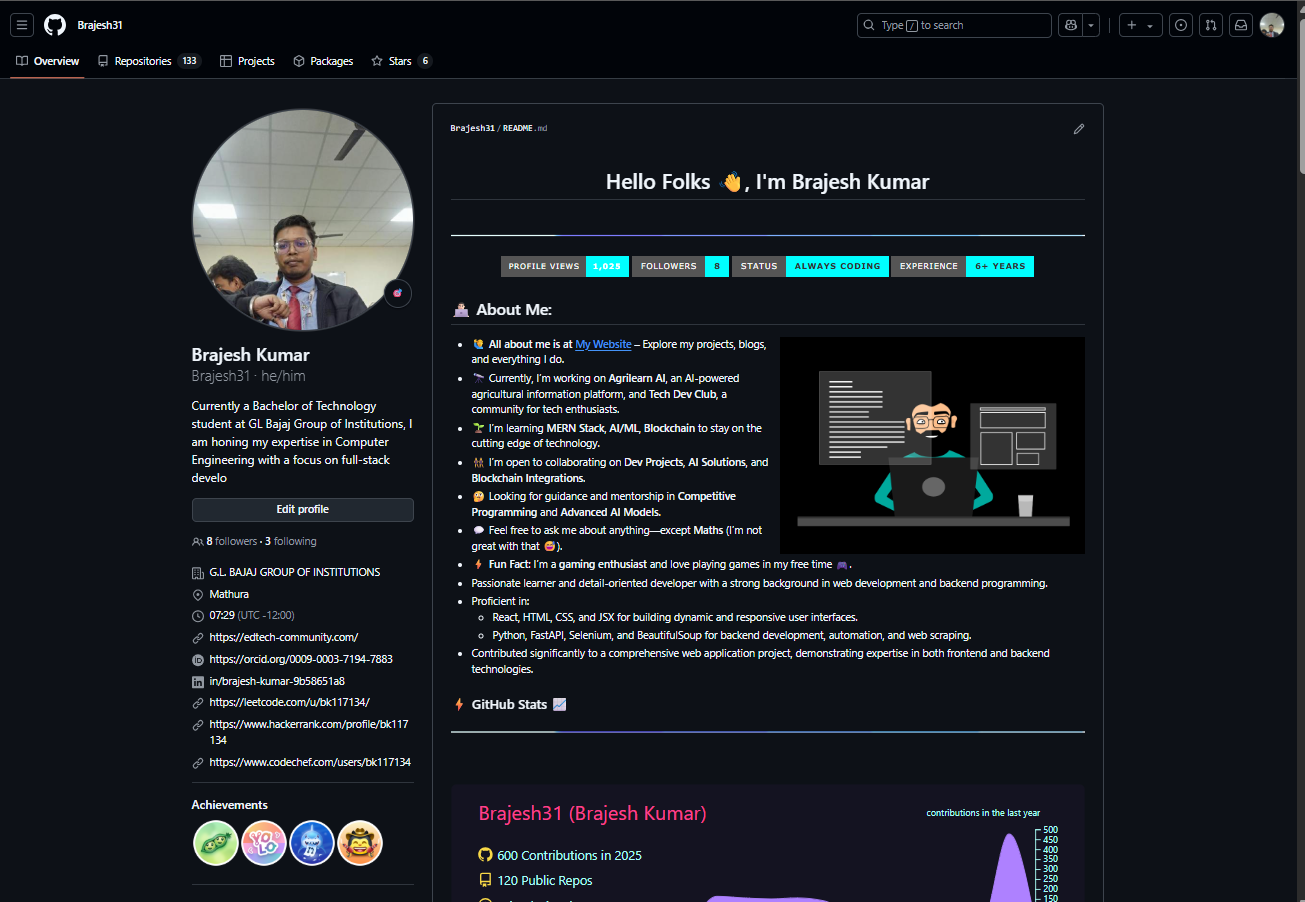 Brajesh31
Type / to search
Overview
Repositories 133
Projects
Packages
Stars 6
Brajesh Kumar
Brajesh31 · he/him
Currently a Bachelor of Technology
student at GL Bajaj Group of Institutions, I
am honing my expertise in Computer
Engineering with a focus on full-stack
develo
Edit profile
8 followers · 3 following
G.L. BAJAJ GROUP OF INSTITUTIONS
Mathura
07:29 (UTC -12:00)
https://edtech-community.com/
https://orcid.org/0009-0003-7194-7883
in/brajesh-kumar-9b58651a8
https://leetcode.com/u/bk117134/
https://www.hackerrank.com/profile/bk117
134
https://www.codechef.com/users/bk117134
Achievements
YOLO
Brajesh31 / README.md
Hello Folks 👋, I'm Brajesh Kumar
PROFILE VIEWS 1,025
FOLLOWERS 8
STATUS ALWAYS CODING
EXPERIENCE 6+ YEARS
About Me:
All about me is at My Website – Explore my projects, blogs,
and everything I do.
Currently, I'm working on Agrilearn AI, an AI-powered
agricultural information platform, and Tech Dev Club, a
community for tech enthusiasts.
I'm learning MERN Stack, AI/ML, Blockchain to stay on the
cutting edge of technology.
I'm open to collaborating on Dev Projects, AI Solutions, and
Blockchain Integrations.
Looking for guidance and mentorship in Competitive
Programming and Advanced AI Models.
Feel free to ask me about anything—except Maths (I'm not
great with that 😅).
Fun Fact: I'm a gaming enthusiast and love playing games in my free time 🎮.
Passionate learner and detail-oriented developer with a strong background in web development and backend programming.
Proficient in:
React, HTML, CSS, and JSX for building dynamic and responsive user interfaces.
Python, FastAPI, Selenium, and BeautifulSoup for backend development, automation, and web scraping.
Contributed significantly to a comprehensive web application project, demonstrating expertise in both frontend and backend
technologies.
GitHub Stats
Brajesh31 (Brajesh Kumar)
600 Contributions in 2025
120 Public Repos
contributions in the last year
500
450
400
350
300
250
200
150